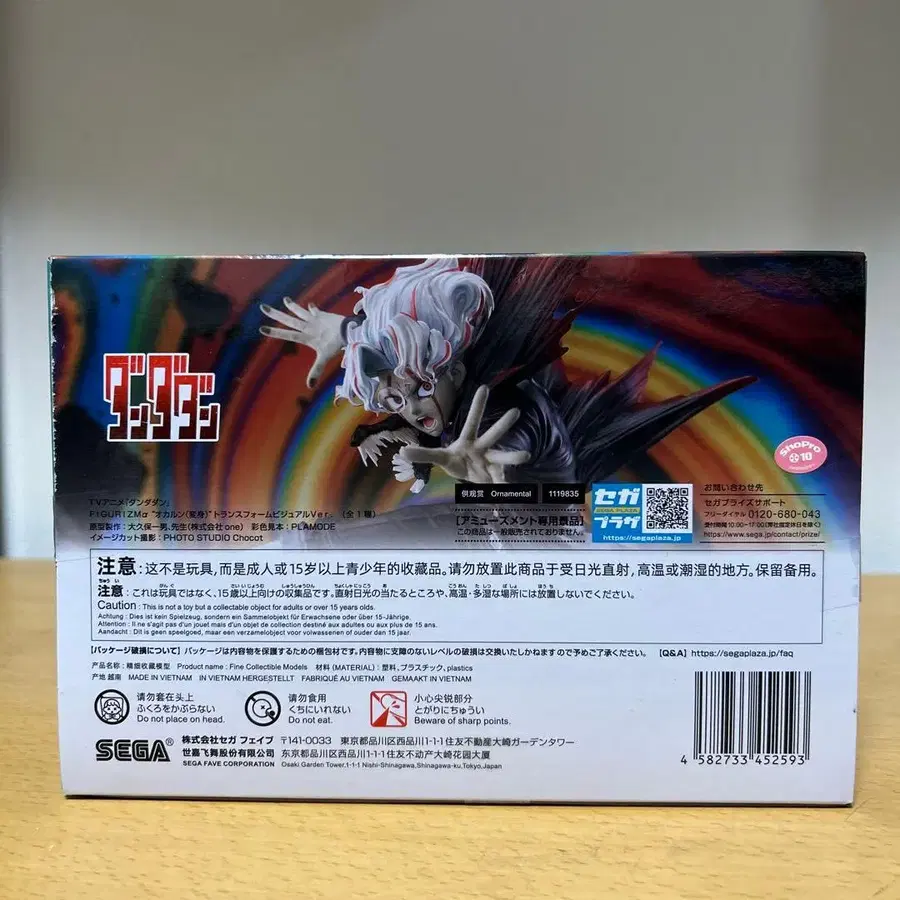 ダンダダン
TVアニメ『ダンダダン』
FIGURIZMα "オカルン(変身)"トランスフォームビジュアルVer. (全1種)
原型製作:大久保一男、先生(株式会社one) 彩色見本:PLAMODE
イメージカット撮影:PHOTO STUDIO Chocot
供观赏 Ornamental 1119835
【アミューズメント専用景品】
この商品は一般販売されておりません。
セガ
SEGA PLAZA
プラザ
https://segaplaza.jp
ShoPro
10
お問い合わせ先
セガプライズサポート
フリーダイヤル 0120-680-043
受付時間 10:00~17:00(弊社指定休日を除く)
https://www.sega.jp/contact/prize/
注意:这不是玩具,而是成人或15岁以上青少年的收藏品。请勿放置此商品于受日光直射,高温或潮湿的地方。保留备用。
注意:これは玩具ではなく、15歳以上向けの収集品です。直射日光の当たるところや、高温・多湿な場所には放置しないでください。
Caution : This is not a toy but a collectable object for adults or over 15 years olds.
Achtung : Dies ist kein Spielzeug, sondern ein Sammelobjekt für Erwachsene oder über 15-Jährige.
Attention : Il ne s'agit pas d'un jouet mais d'un objet de collection destiné aux adultes ou aux plus de 15 ans.
Aandacht : Dit is geen speelgoed, maar een verzamelobject voor volwassenen of ouder dan 15 jaar.
【パッケージ破損について】パッケージは内容物を保護するための梱包材です。内容物に支障のないレベルの破損は交換いたしかねますので予めご了承ください。 【Q&A】https://segaplaza.jp/faq
产品名称:精细收藏模型 Product name : Fine Collectible Models 材料(MATERIAL):塑料,プラスチック,plastics
产地 越南 MADE IN VIETNAM IN VIETNAM HERGESTELLT FABRIQUÉ AU VIETNAM GEMAAKT IN VIETNAM
请勿套在头上
ふくろをかぶらない
Do not place on head.
请勿食用
くちにいれない
Do not eat.
小心尖锐部分
とがりにちゅうい
Beware of sharp points.
SEGA®
株式会社セガ フェイブ 〒141-0033 東京都品川区西品川1-1-1住友不動産大崎ガーデンタワー
世嘉飞舞股份有限公司 东京都品川区西品川1-1-1住友不动产大崎花园大厦
SEGA FAVE CORPORATION Osaki Garden Tower,1-1-1 Nishi-Shinagawa,Shinagawa-ku,Tokyo,Japan
4 582733 452593